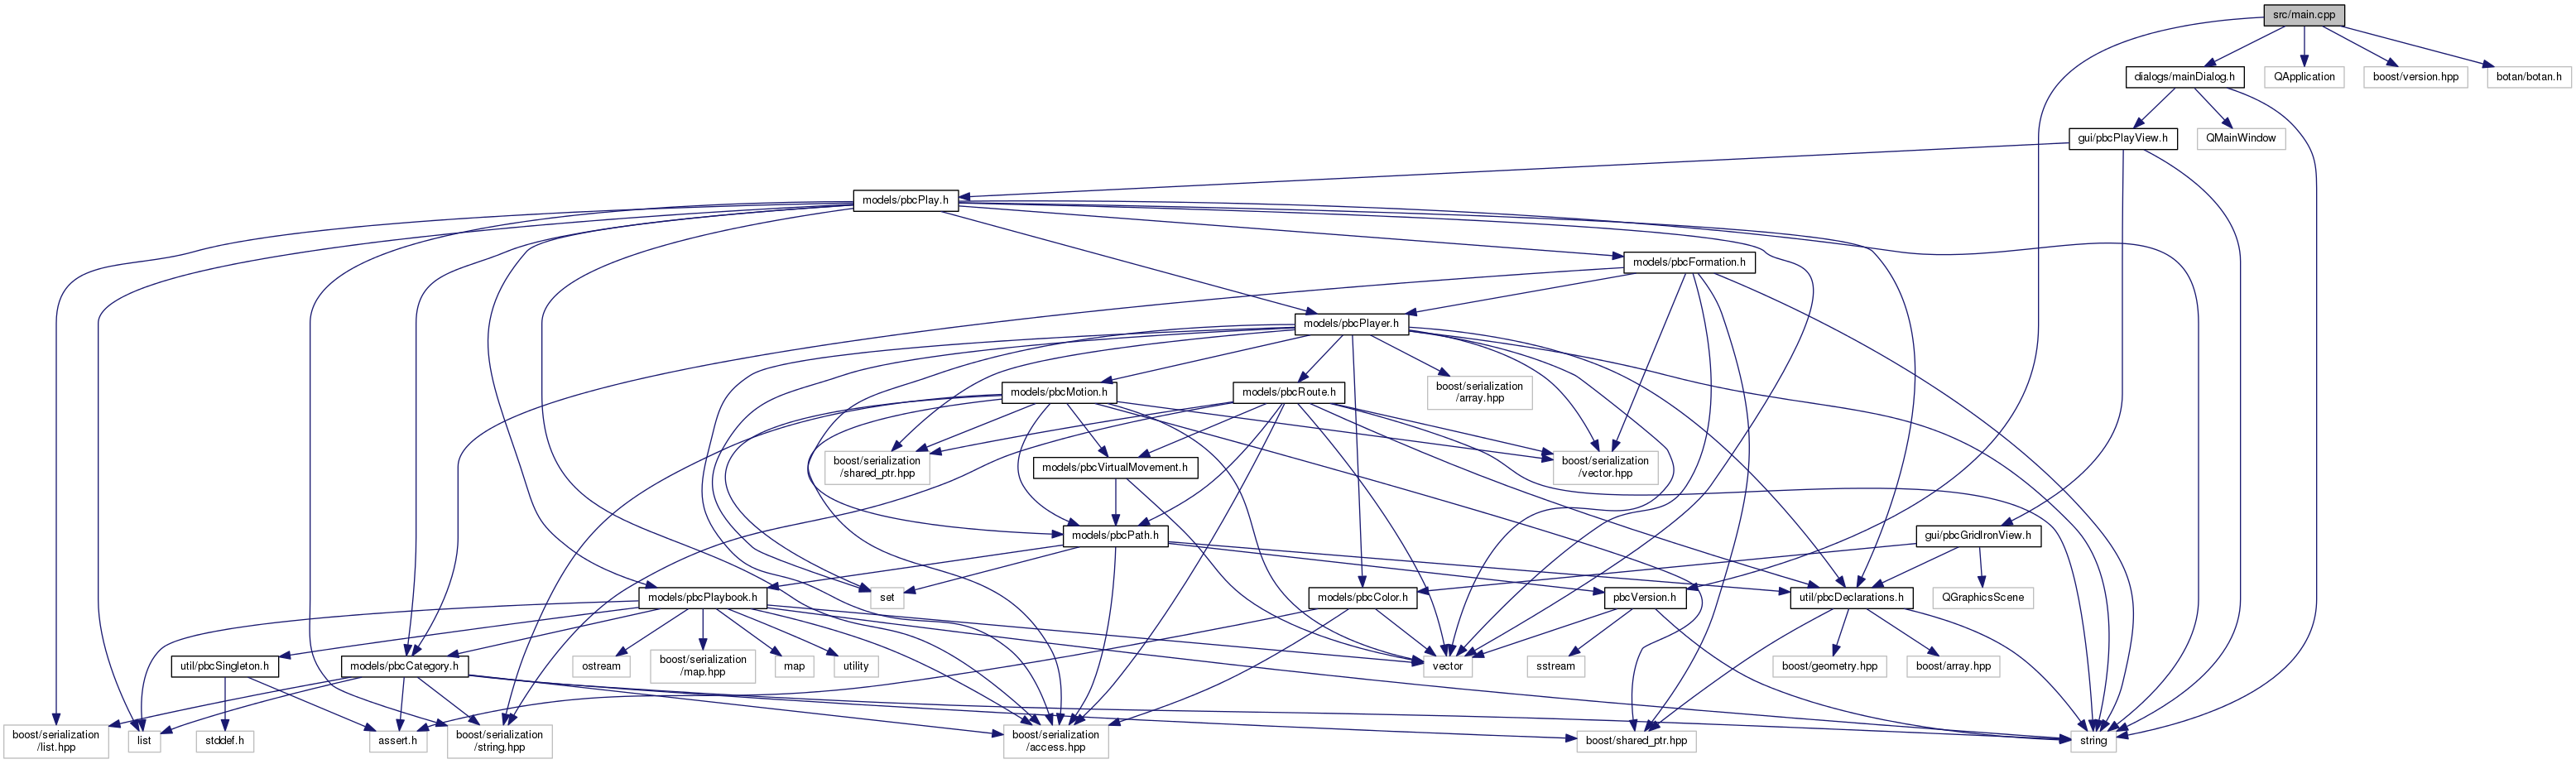 src/main.cpp
dialogs/mainDialog.h
QApplication
boost/version.hpp
botan/botan.h
gui/pbcPlayView.h
QMainWindow
models/pbcPlay.h
models/pbcFormation.h
models/pbcPlayer.h
models/pbcMotion.h
models/pbcRoute.h
boost/serialization
/array.hpp
boost/serialization
/shared_ptr.hpp
models/pbcVirtualMovement.h
boost/serialization
/vector.hpp
models/pbcPath.h
gui/pbcGridIronView.h
models/pbcPlaybook.h
set
models/pbcColor.h
pbcVersion.h
util/pbcDeclarations.h
QGraphicsScene
util/pbcSingleton.h
models/pbcCategory.h
ostream
boost/serialization
/map.hpp
map
utility
vector
sstream
boost/geometry.hpp
boost/array.hpp
boost/serialization
/list.hpp
list
stddef.h
assert.h
boost/serialization
/string.hpp
boost/serialization
/access.hpp
boost/shared_ptr.hpp
string